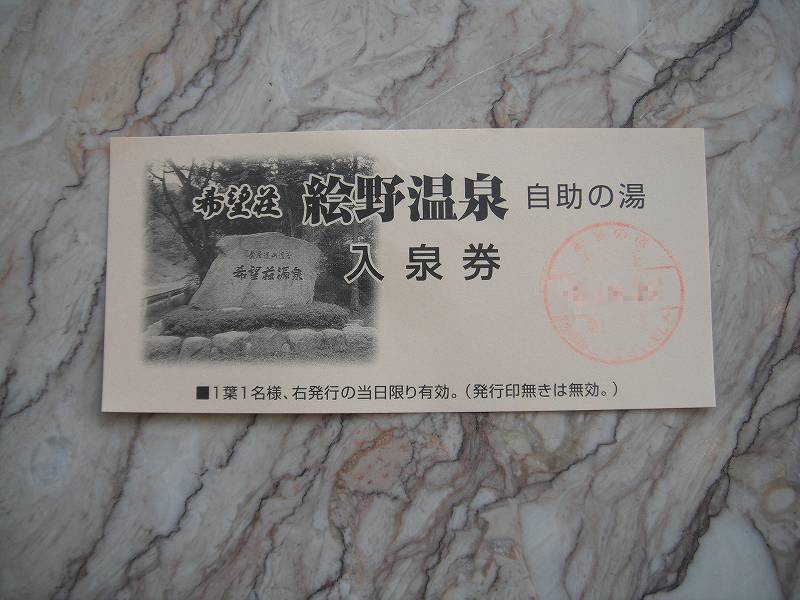 希望荘 絵野温泉 自助の湯
入泉券
希望荘温泉
■1葉1名様、右発行の当日限り有効。(発行印無きは無効。)